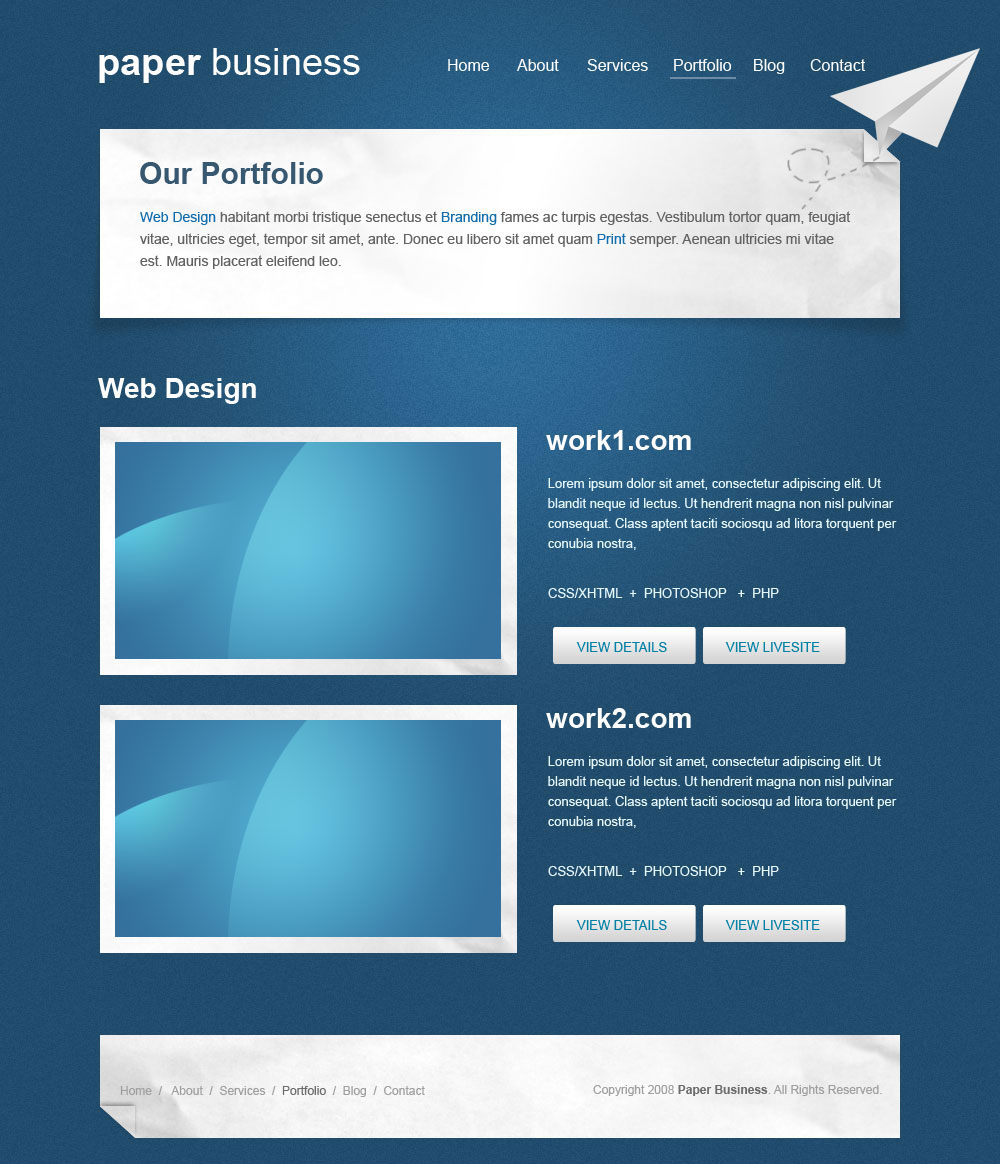 paper business
Home About Services Portfolio Blog Contact
Our Portfolio
Web Design habitant morbi tristique senectus et Branding fames ac turpis egestas. Vestibulum tortor quam, feugiat
vitae, ultricies eget, tempor sit amet, ante. Donec eu libero sit amet quam Print semper. Aenean ultricies mi vitae
est. Mauris placerat eleifend leo.
Web Design
work1.com
Lorem ipsum dolor sit amet, consectetur adipiscing elit. Ut
blandit neque id lectus. Ut hendrerit magna non nisl pulvinar
consequat. Class aptent taciti sociosqu ad litora torquent per
conubia nostra,
CSS/XHTML + PHOTOSHOP + PHP
VIEW DETAILS VIEW LIVESITE
work2.com
Lorem ipsum dolor sit amet, consectetur adipiscing elit. Ut
blandit neque id lectus. Ut hendrerit magna non nisl pulvinar
consequat. Class aptent taciti sociosqu ad litora torquent per
conubia nostra,
CSS/XHTML + PHOTOSHOP + PHP
VIEW DETAILS VIEW LIVESITE
Home / About / Services / Portfolio / Blog / Contact
Copyright 2008 Paper Business. All Rights Reserved.